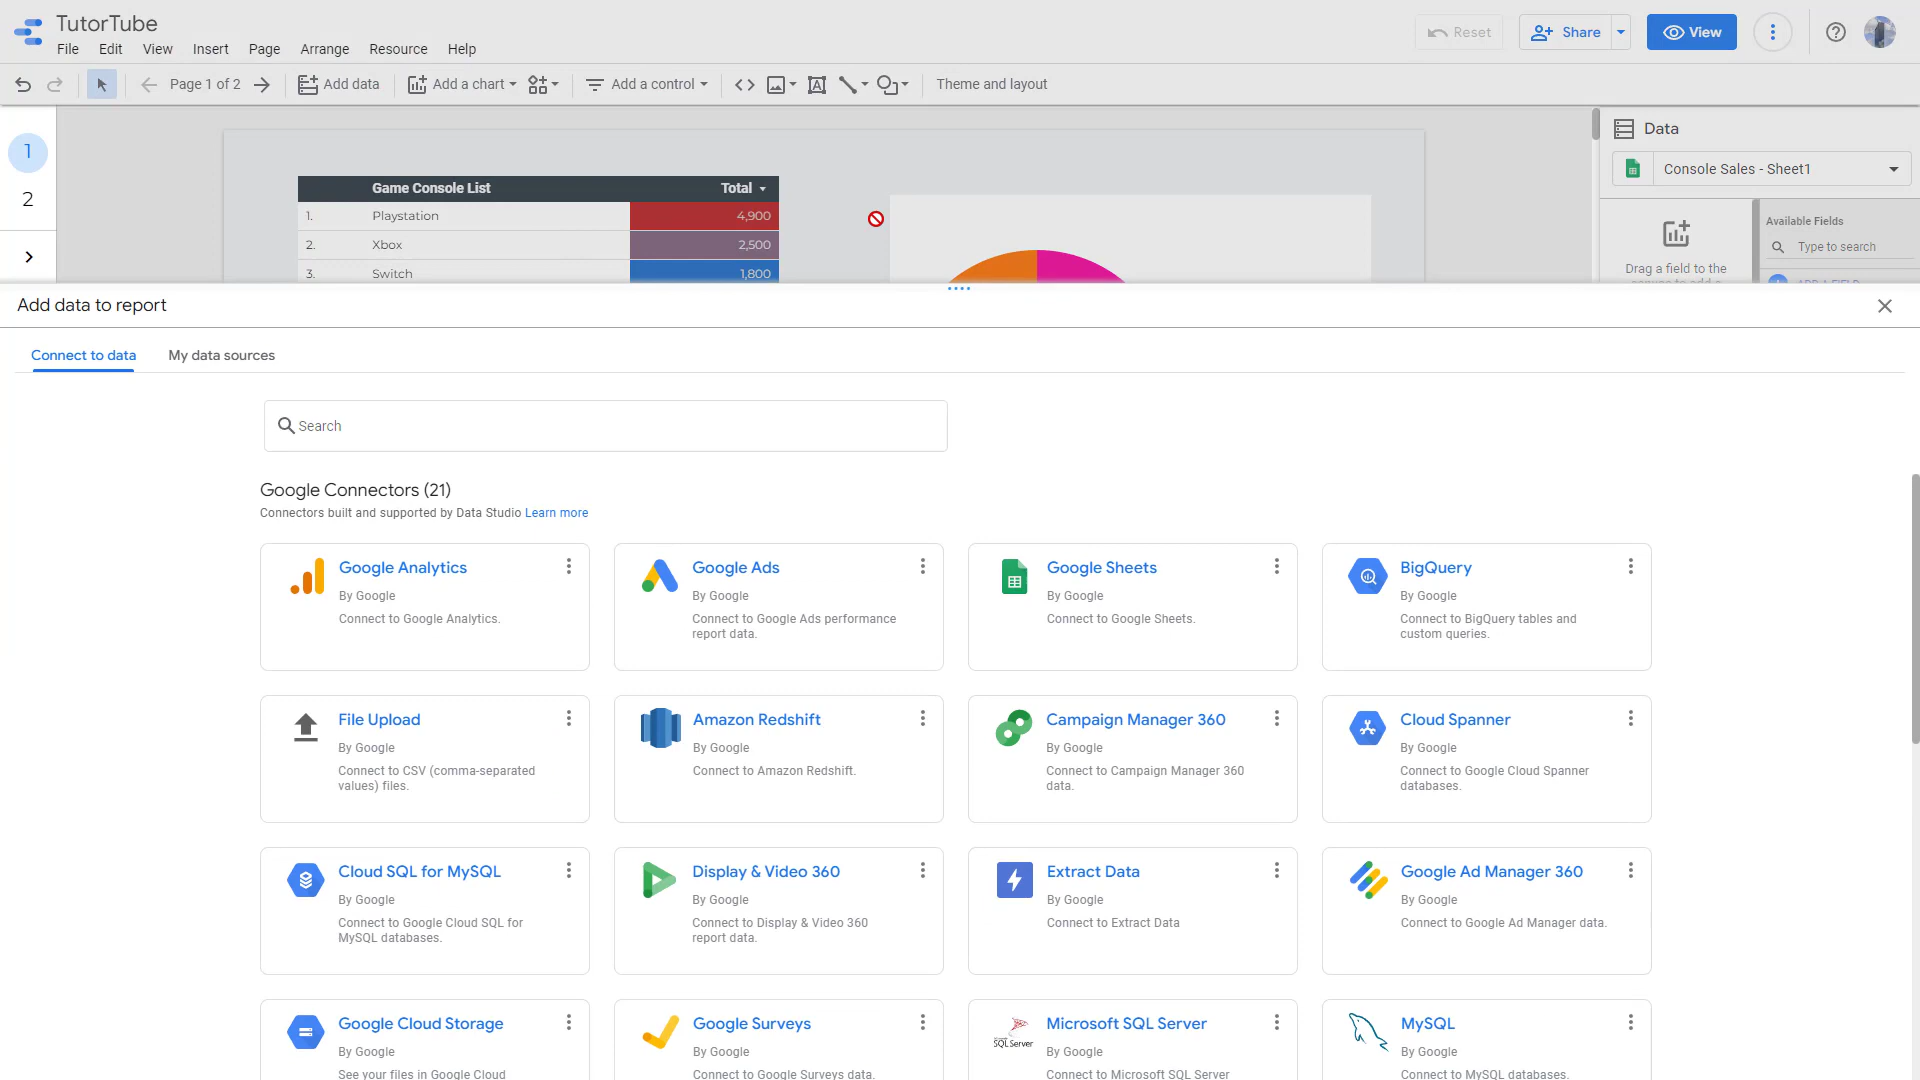 TutorTube
File Edit View Insert Page Arrange Resource Help
Reset
Share
View
Page 1 of 2
Add data
Add a chart
Add a control
Theme and layout
1
2
Game Console List Total
1. Playstation 4,900
2. Xbox 2,500
3. Switch 1,800
Data
Console Sales - Sheet1
Drag a field to the
Available Fields
Type to search
Add data to report
Connect to data
My data sources
Search
Google Connectors (21)
Connectors built and supported by Data Studio Learn more
Google Analytics
By Google
Connect to Google Analytics.
Google Ads
By Google
Connect to Google Ads performance
report data.
Google Sheets
By Google
Connect to Google Sheets.
BigQuery
By Google
Connect to BigQuery tables and
custom queries.
File Upload
By Google
Connect to CSV (comma-separated
values) files.
Amazon Redshift
By Google
Connect to Amazon Redshift.
Campaign Manager 360
By Google
Connect to Campaign Manager 360
data.
Cloud Spanner
By Google
Connect to Google Cloud Spanner
databases.
Cloud SQL for MySQL
By Google
Connect to Google Cloud SQL for
MySQL databases.
Display & Video 360
By Google
Connect to Display & Video 360
report data.
Extract Data
By Google
Connect to Extract Data
Google Ad Manager 360
By Google
Connect to Google Ad Manager data.
Google Cloud Storage
By Google
See your files in Google Cloud
Google Surveys
By Google
Connect to Google Surveys data.
SQL Server
Microsoft SQL Server
By Google
Connect to Microsoft SQL Server
MySQL
By Google
Connect to MySQL databases.